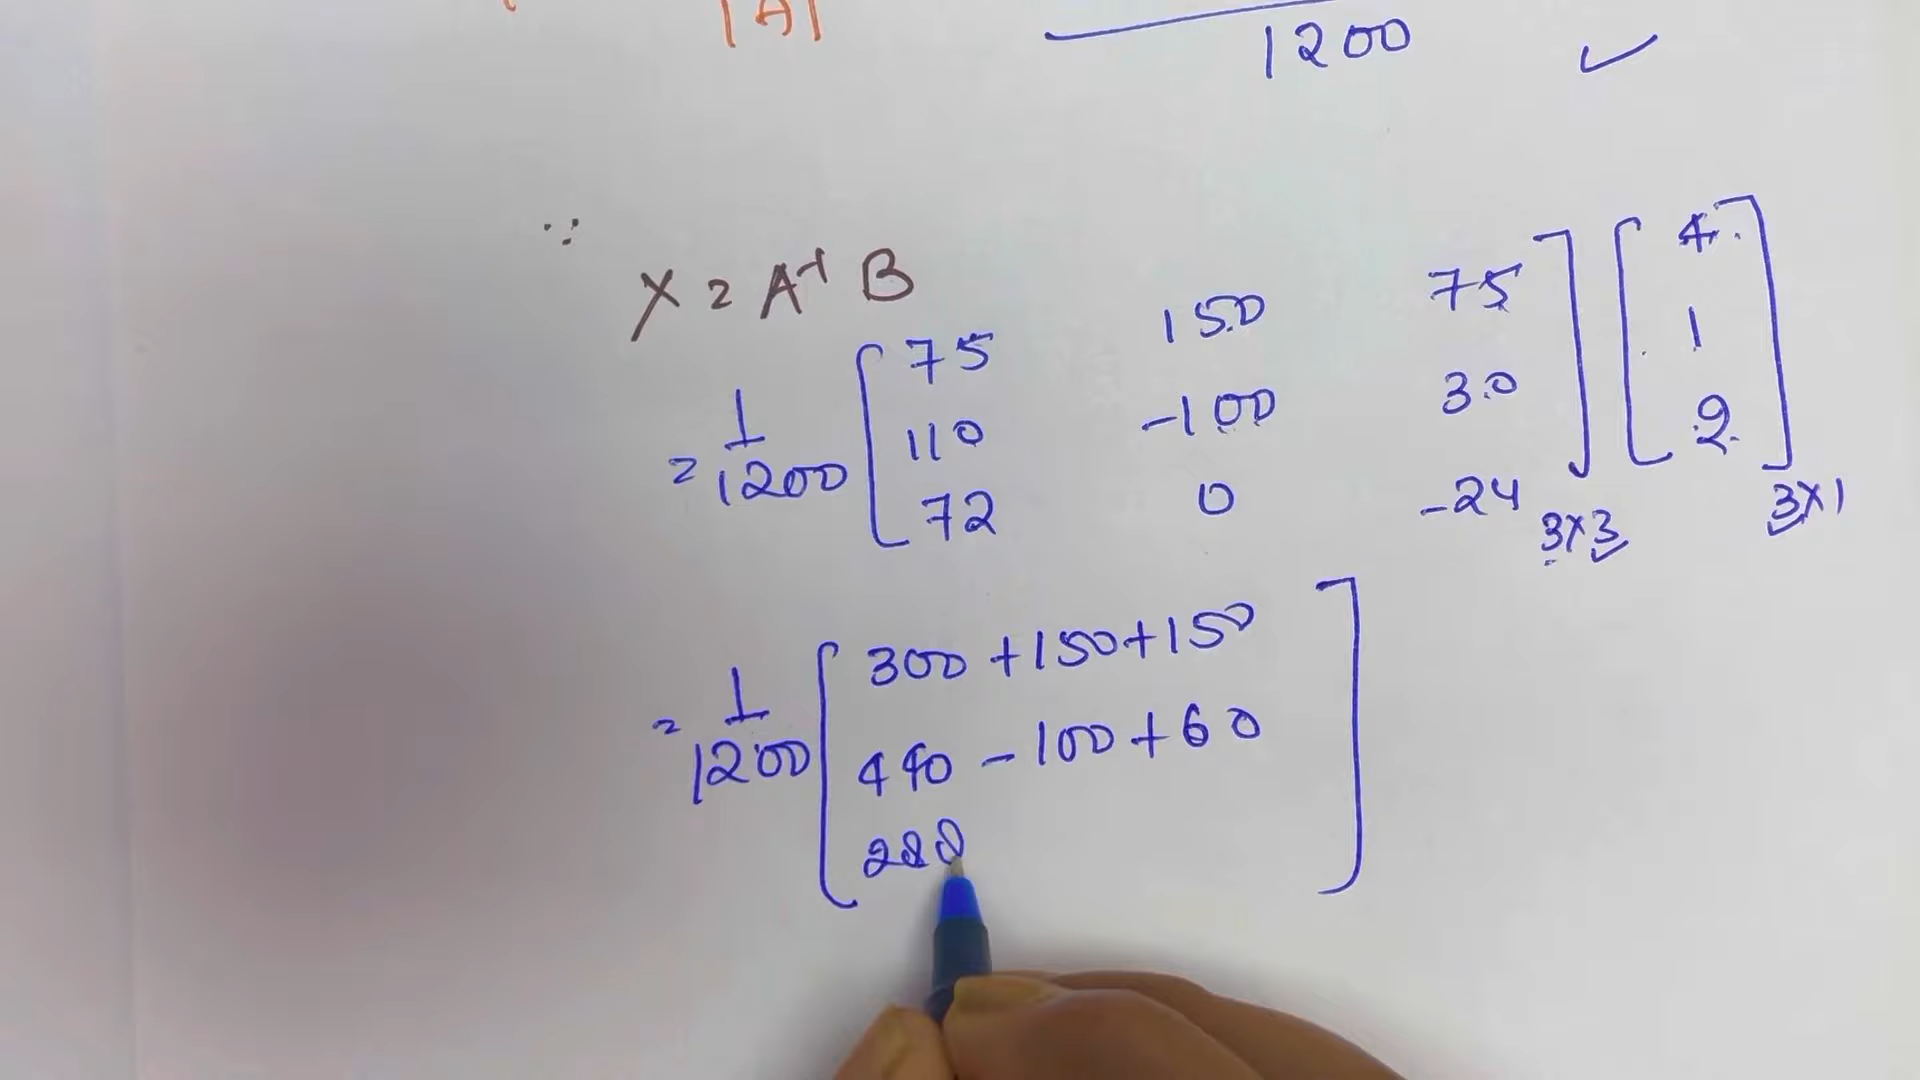 |A|
1200 ✓
∵
X = A⁻¹ B
= 1/1200 [ 75 150 75 ] [ 4 ]
110 -100 30 1
72 0 -24 2
3×3 3×1
= 1/1200 [ 300 + 150 + 150 ]
440 - 100 + 60
288